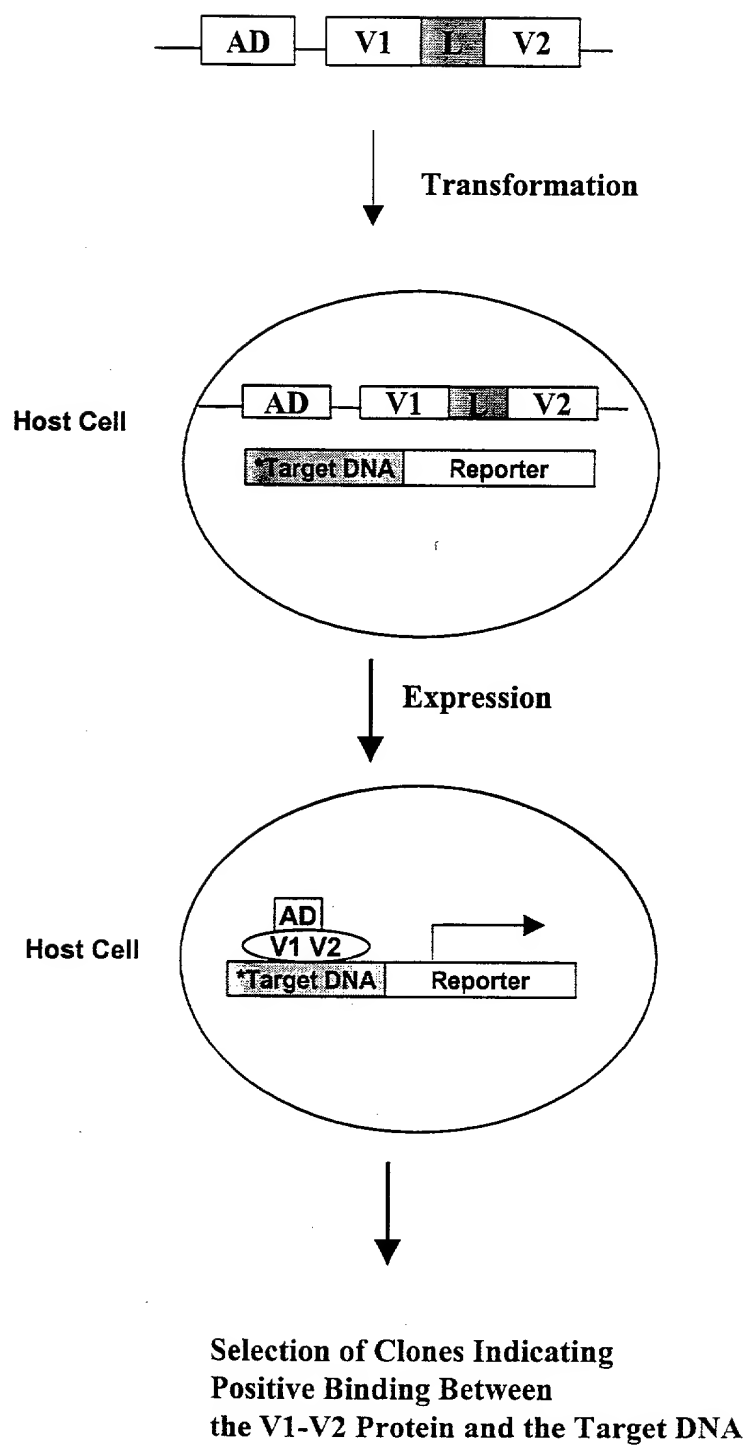 AD V1 L V2
Transformation
Host Cell
AD V1 L V2
*Target DNA Reporter
Expression
Host Cell
AD
V1 V2
*Target DNA Reporter
Selection of Clones Indicating
Positive Binding Between
the V1-V2 Protein and the Target DNA